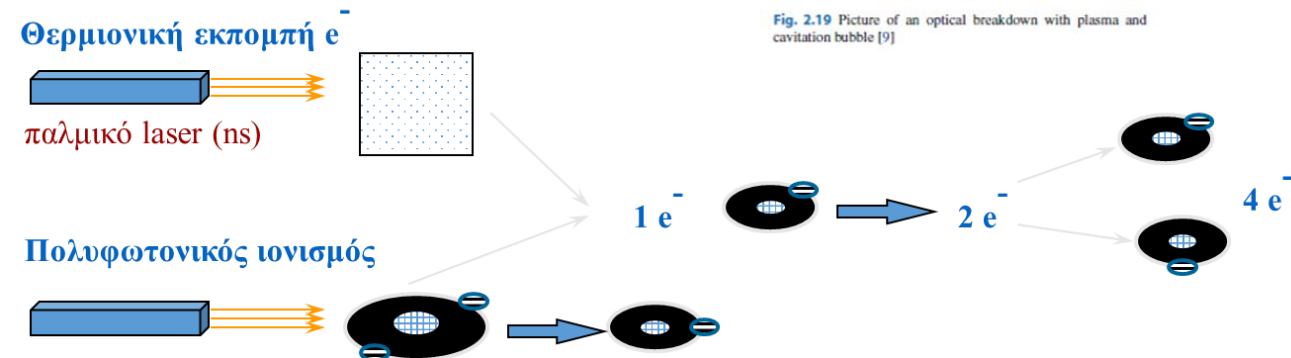 Θερμιονική εκπομπή e-
παλμικό laser (ns)
Fig. 2.19 Picture of an optical breakdown with plasma and
cavitation bubble [9]
1 e-
2 e-
4 e-
Πολυφωτονικός ιονισμός